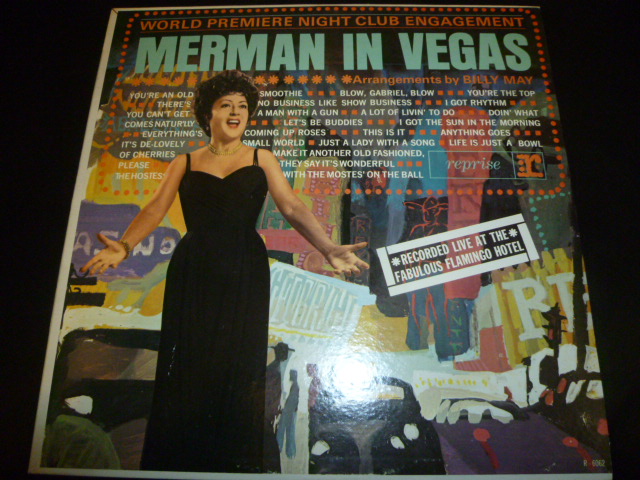 WORLD PREMIERE NIGHT CLUB ENGAGEMENT
MERMAN IN VEGAS
Arrangements by BILLY MAY
YOU'RE AN OLD SMOOTHIE BLOW, GABRIEL, BLOW YOU'RE THE TOP
THERE'S NO BUSINESS LIKE SHOW BUSINESS I GOT RHYTHM
YOU CAN'T GET A MAN WITH A GUN A LOT OF LIVIN' TO DO DOIN' WHAT
COMES NATUR'LLY LET'S BE BUDDIES I GOT THE SUN IN THE MORNING
EVERYTHING'S COMING UP ROSES THIS IS IT ANYTHING GOES
IT'S DE-LOVELY SMALL WORLD JUST A LADY WITH A SONG LIFE IS JUST A BOWL
OF CHERRIES MAKE IT ANOTHER OLD FASHIONED,
PLEASE THEY SAY IT'S WONDERFUL
THE HOSTESS WITH THE MOSTES' ON THE BALL
reprise
R
RECORDED LIVE AT THE
FABULOUS FLAMINGO HOTEL
R 6062